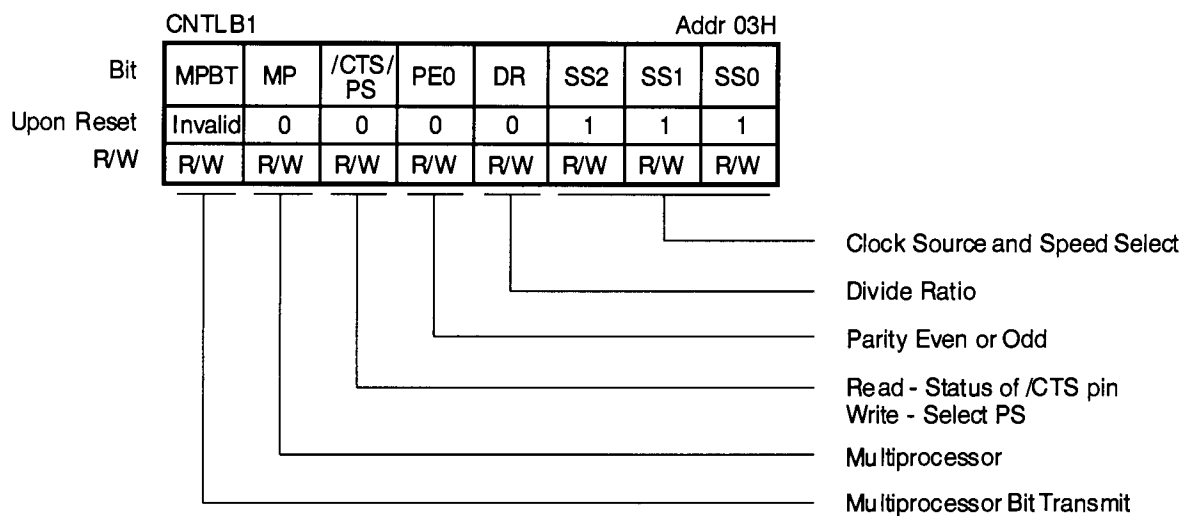 CNTLB1 Addr 03H
Bit MPBT MP /CTS/ PS PE0 DR SS2 SS1 SS0
Upon Reset Invalid 0 0 0 0 1 1 1
R/W R/W R/W R/W R/W R/W R/W R/W R/W
Clock Source and Speed Select
Divide Ratio
Parity Even or Odd
Read - Status of /CTS pin
Write - Select PS
Multiprocessor
Multiprocessor Bit Transmit